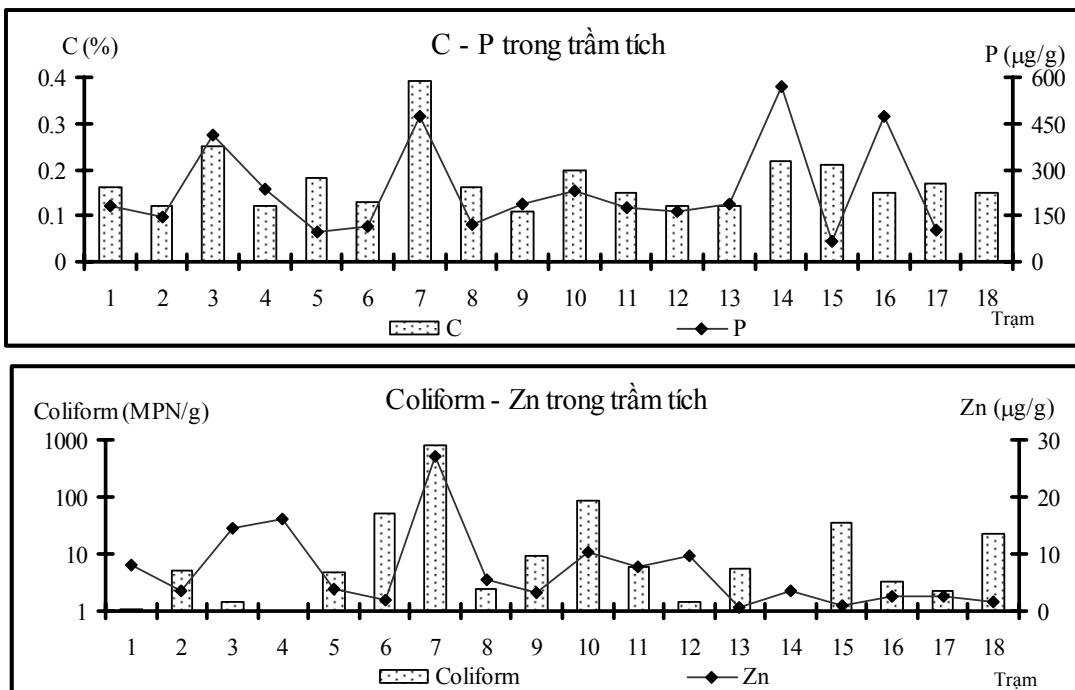 C (%) C - P trong trầm tích P (μg/g)
0.4 600
0.3 450
0.2 300
0.1 150
0 0
1 2 3 4 5 6 7 8 9 10 11 12 13 14 15 16 17 18
C P Trạm
Coliform (MPN/g) Coliform - Zn trong trầm tích Zn (μg/g)
1000 30
100 20
10 10
1 0
1 2 3 4 5 6 7 8 9 10 11 12 13 14 15 16 17 18
Coliform Zn Trạm